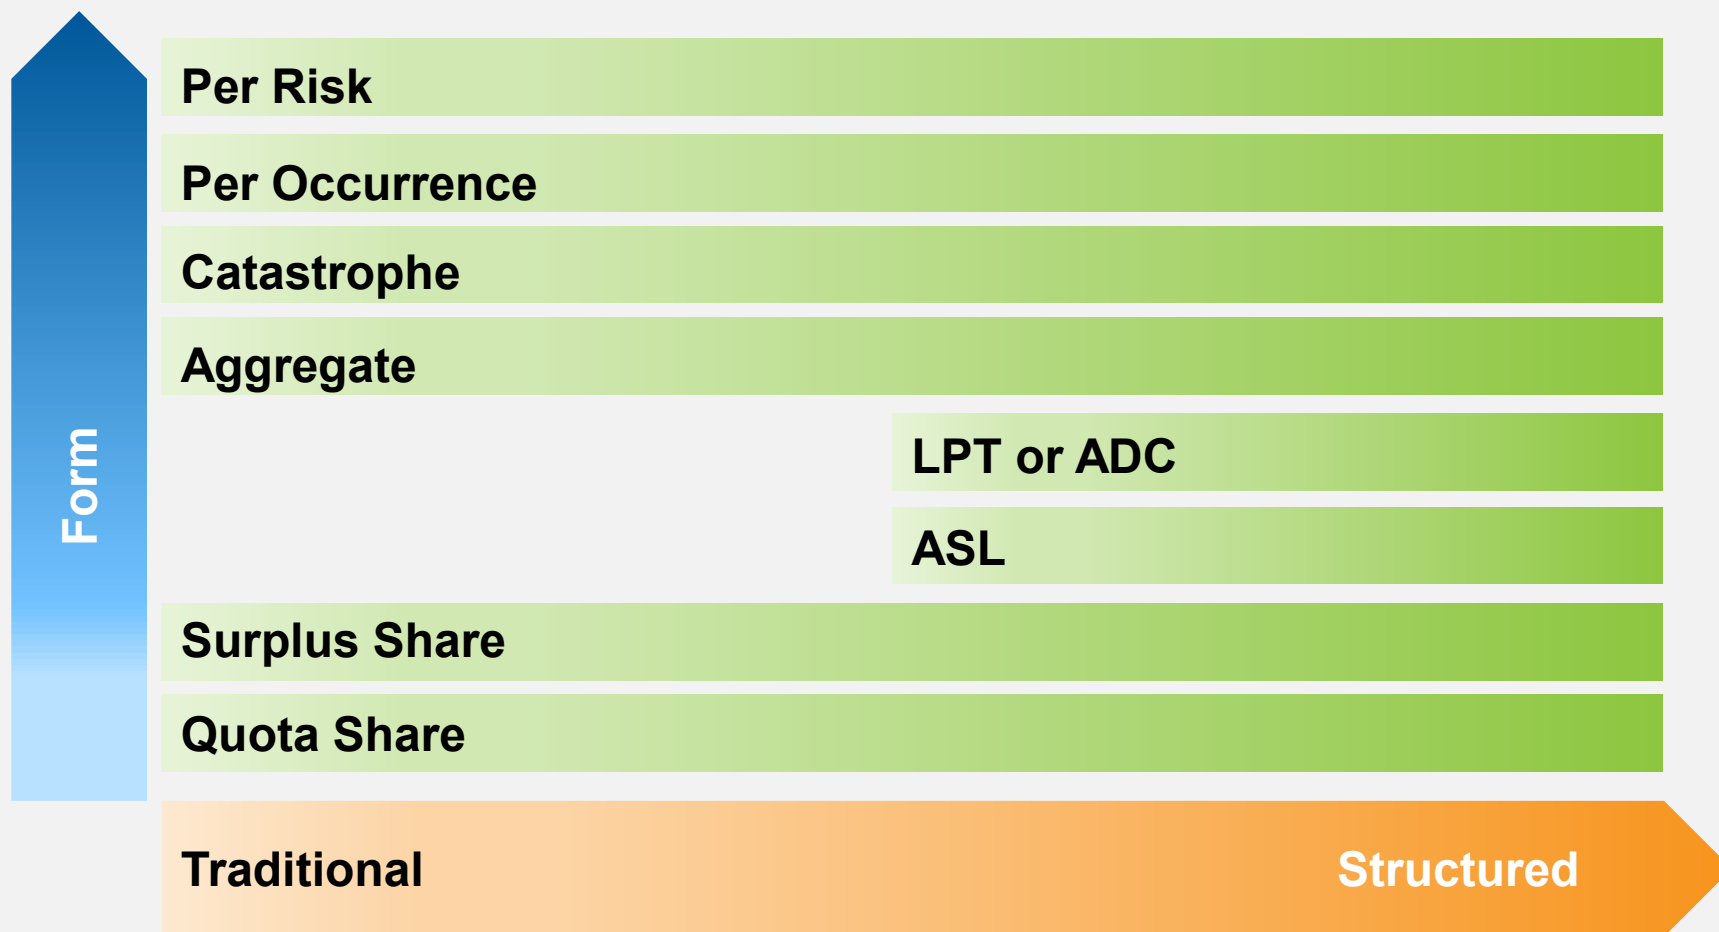 Per Risk
Per Occurrence
Catastrophe
Aggregate
LPT or ADC
ASL
Surplus Share
Quota Share
Form
Traditional
Structured